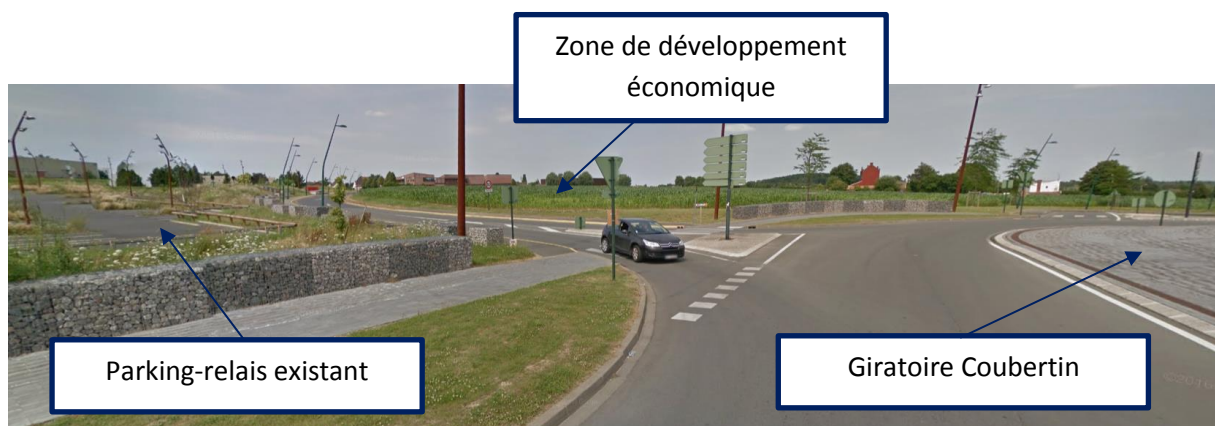 Zone de développement
économique
Parking-relais existant
Giratoire Coubertin